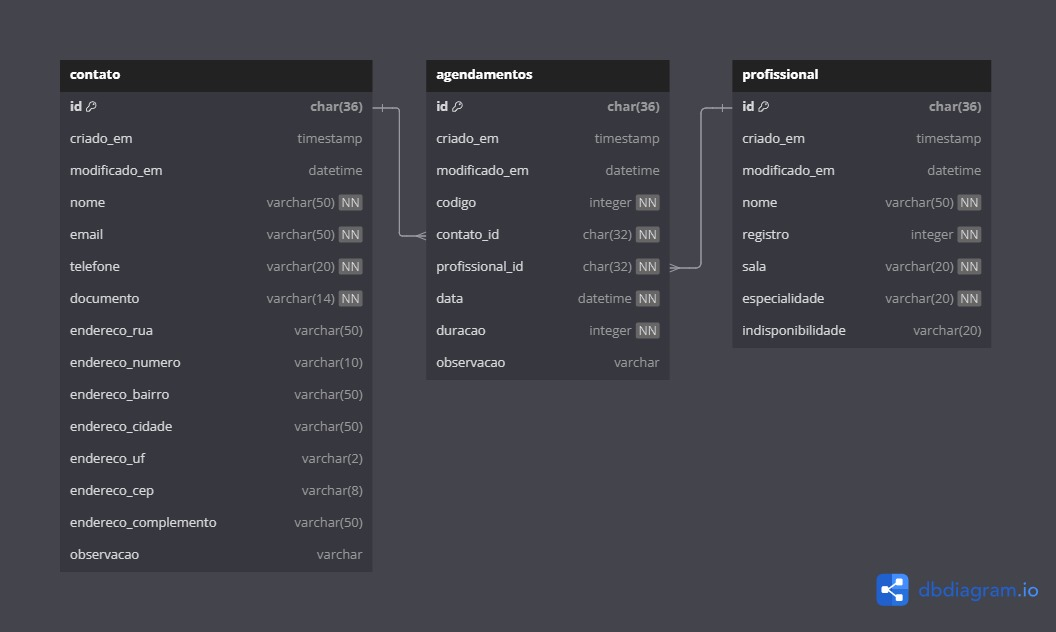 contato
id char(36)
criado_em timestamp
modificado_em datetime
nome varchar(50) NN
email varchar(50) NN
telefone varchar(20) NN
documento varchar(14) NN
endereco_rua varchar(50)
endereco_numero varchar(10)
endereco_bairro varchar(50)
endereco_cidade varchar(50)
endereco_uf varchar(2)
endereco_cep varchar(8)
endereco_complemento varchar(50)
observacao varchar
agendamentos
id char(36)
criado_em timestamp
modificado_em datetime
codigo integer NN
contato_id char(32) NN
profissional_id char(32) NN
data datetime NN
duracao integer NN
observacao varchar
profissional
id char(36)
criado_em timestamp
modificado_em datetime
nome varchar(50) NN
registro integer NN
sala varchar(20) NN
especialidade varchar(20) NN
indisponibilidade varchar(20)
dbdiagram.io